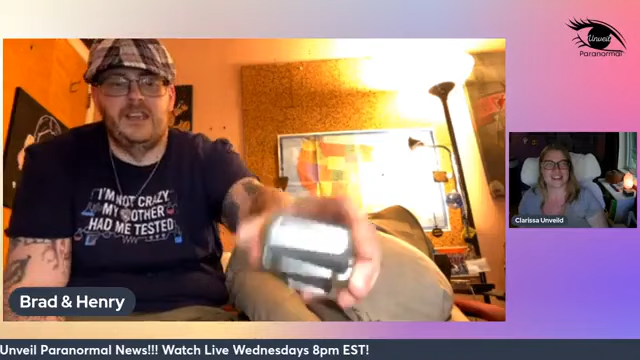 Unveil
Paranormal
I'M NOT CRAZY
MY MOTHER
HAD ME TESTED
Clarissa Unveild
Brad & Henry
Unveil Paranormal News!!! Watch Live Wednesdays 8pm EST!